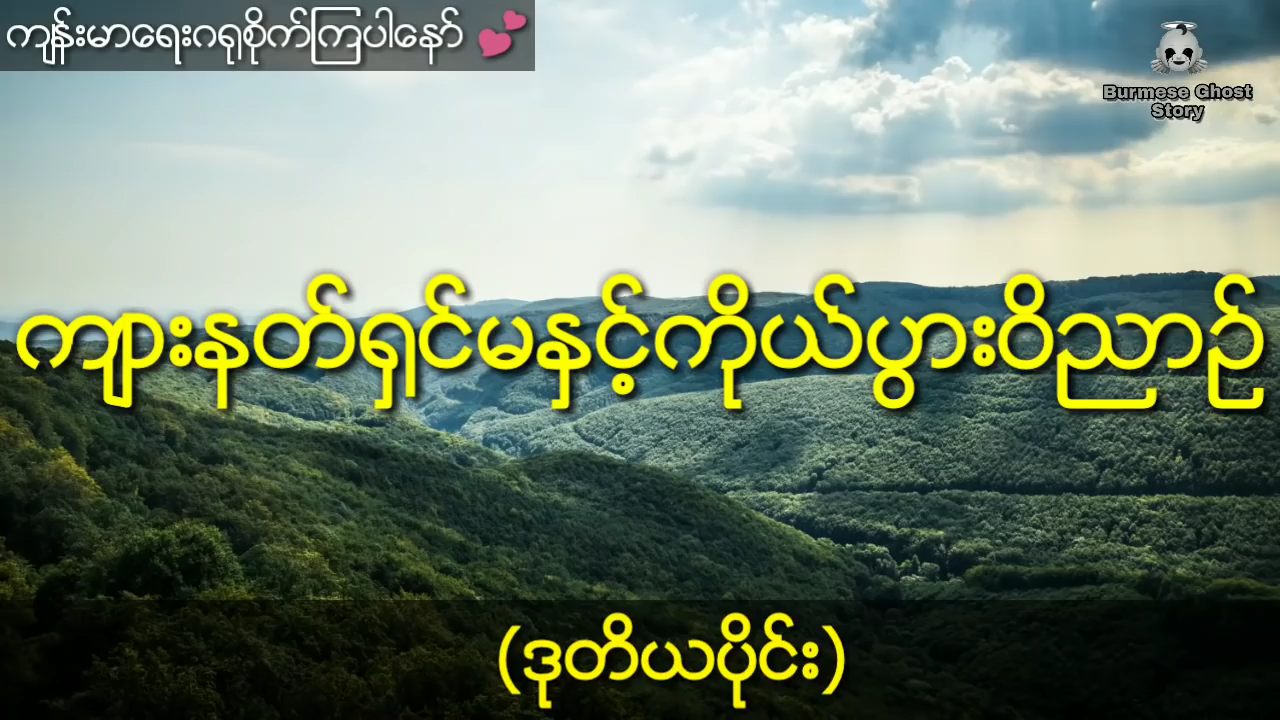 ကျန်းမာရေးဂရုစိုက်ကြပါနော် 💕
Burmese Ghost
Story
ကျားနတ်ရှင်မနှင့်ကိုယ်ပွားဝိညာဉ်
(ဒုတိယပိုင်း)